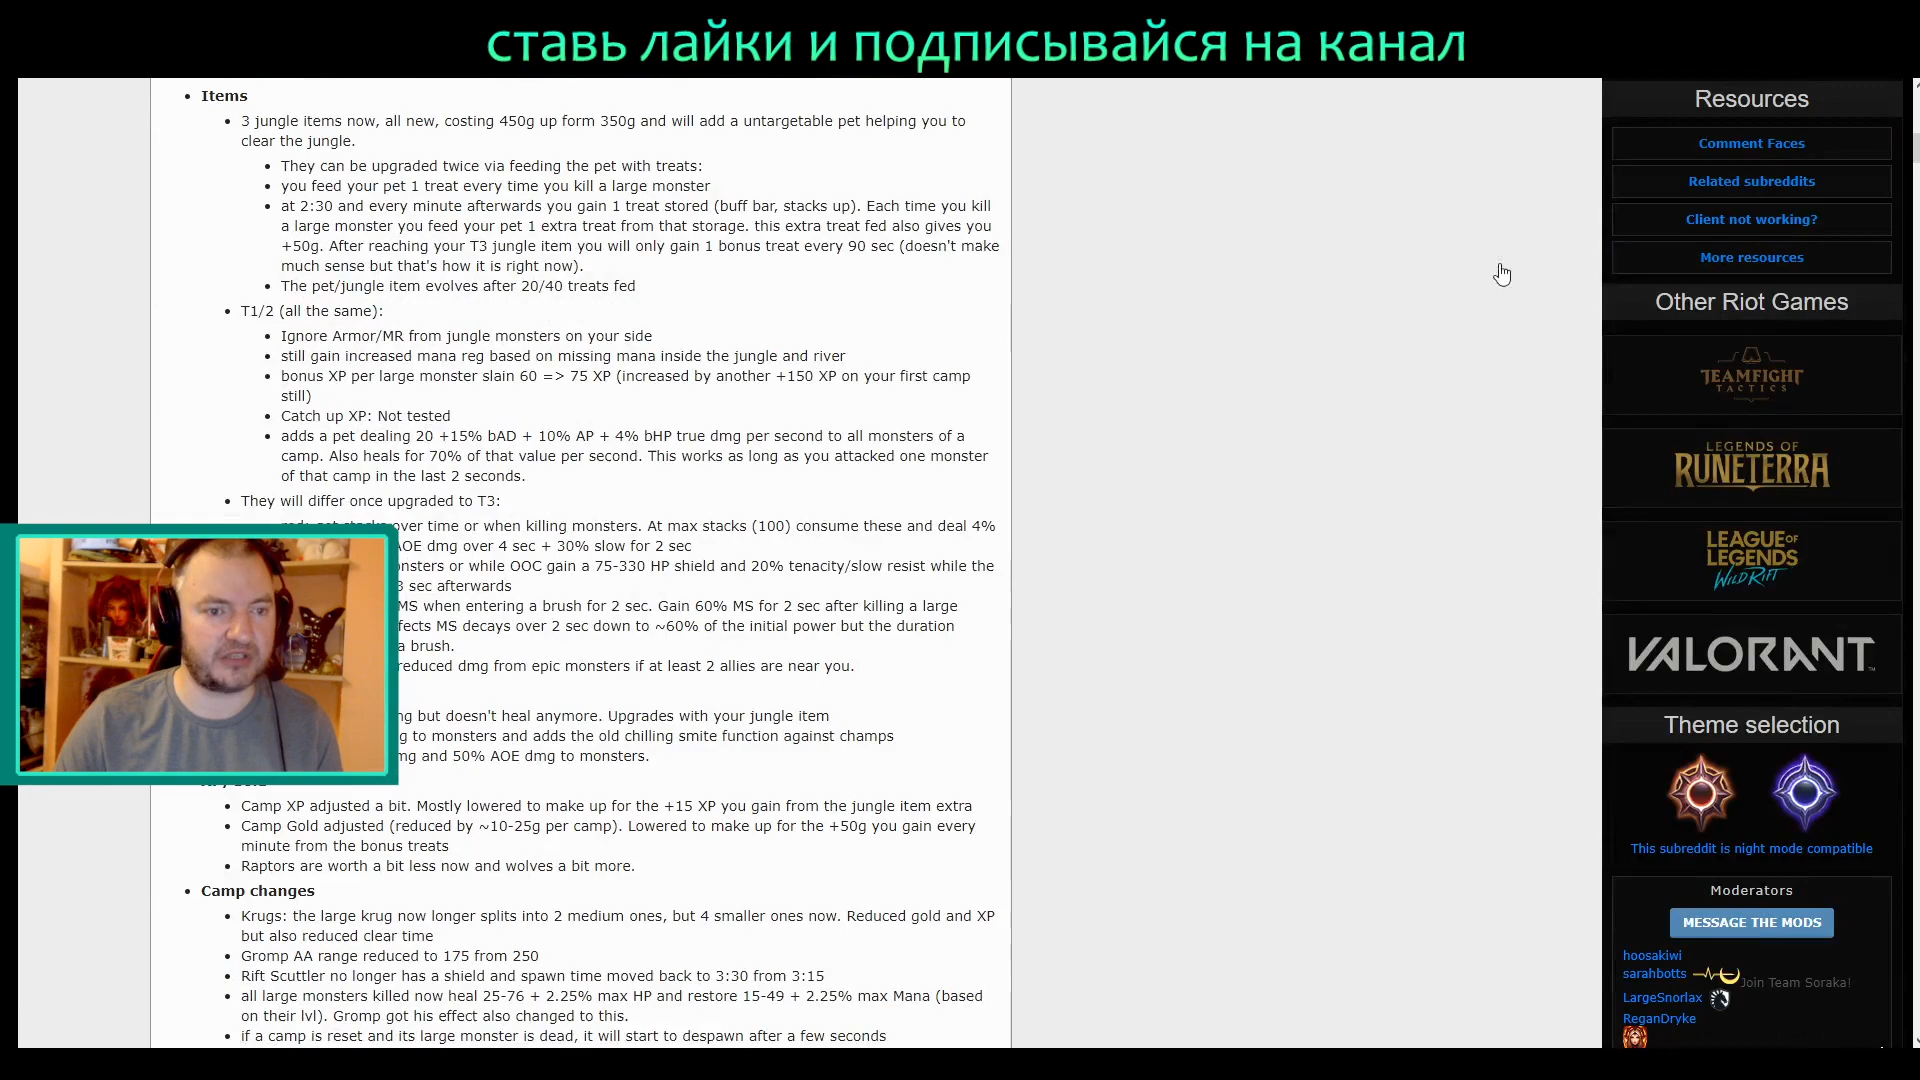 ставь лайки и подписывайся на канал
Items
3 jungle items now, all new, costing 450g up form 350g and will add a untargetable pet helping you to
clear the jungle.
They can be upgraded twice via feeding the pet with treats:
you feed your pet 1 treat every time you kill a large monster
at 2:30 and every minute afterwards you gain 1 treat stored (buff bar, stacks up). Each time you kill
a large monster you feed your pet 1 extra treat from that storage. this extra treat fed also gives you
+50g. After reaching your T3 jungle item you will only gain 1 bonus treat every 90 sec (doesn't make
much sense but that's how it is right now).
The pet/jungle item evolves after 20/40 treats fed
T1/2 (all the same):
Ignore Armor/MR from jungle monsters on your side
still gain increased mana reg based on missing mana inside the jungle and river
bonus XP per large monster slain 60 => 75 XP (increased by another +150 XP on your first camp
still)
Catch up XP: Not tested
adds a pet dealing 20 +15% bAD + 10% AP + 4% bHP true dmg per second to all monsters of a
camp. Also heals for 70% of that value per second. This works as long as you attacked one monster
of that camp in the last 2 seconds.
They will differ once upgraded to T3:
over time or when killing monsters. At max stacks (100) consume these and deal 4%
AOE dmg over 4 sec + 30% slow for 2 sec
onsters or while OOC gain a 75-330 HP shield and 20% tenacity/slow resist while the
3 sec afterwards
MS when entering a brush for 2 sec. Gain 60% MS for 2 sec after killing a large
fects MS decays over 2 sec down to ~60% of the initial power but the duration
a brush.
reduced dmg from epic monsters if at least 2 allies are near you.
ng but doesn't heal anymore. Upgrades with your jungle item
g to monsters and adds the old chilling smite function against champs
mg and 50% AOE dmg to monsters.
Camp XP adjusted a bit. Mostly lowered to make up for the +15 XP you gain from the jungle item extra
Camp Gold adjusted (reduced by ~10-25g per camp). Lowered to make up for the +50g you gain every
minute from the bonus treats
Raptors are worth a bit less now and wolves a bit more.
Camp changes
Krugs: the large krug now longer splits into 2 medium ones, but 4 smaller ones now. Reduced gold and XP
but also reduced clear time
Gromp AA range reduced to 175 from 250
Rift Scuttler no longer has a shield and spawn time moved back to 3:30 from 3:15
all large monsters killed now heal 25-76 + 2.25% max HP and restore 15-49 + 2.25% max Mana (based
on their lvl). Gromp got his effect also changed to this.
if a camp is reset and its large monster is dead, it will start to despawn after a few seconds
Resources
Comment Faces
Related subreddits
Client not working?
More resources
Other Riot Games
TEAMFIGHT
TACTICS
LEGENDS OF
RUNETERRA
LEAGUE OF
LEGENDS
WILD RIFT
VALORANT
Theme selection
This subreddit is night mode compatible
Moderators
MESSAGE THE MODS
hoosakiwi
sarahbotts Join Team Soraka!
LargeSnorlax
ReganDryke